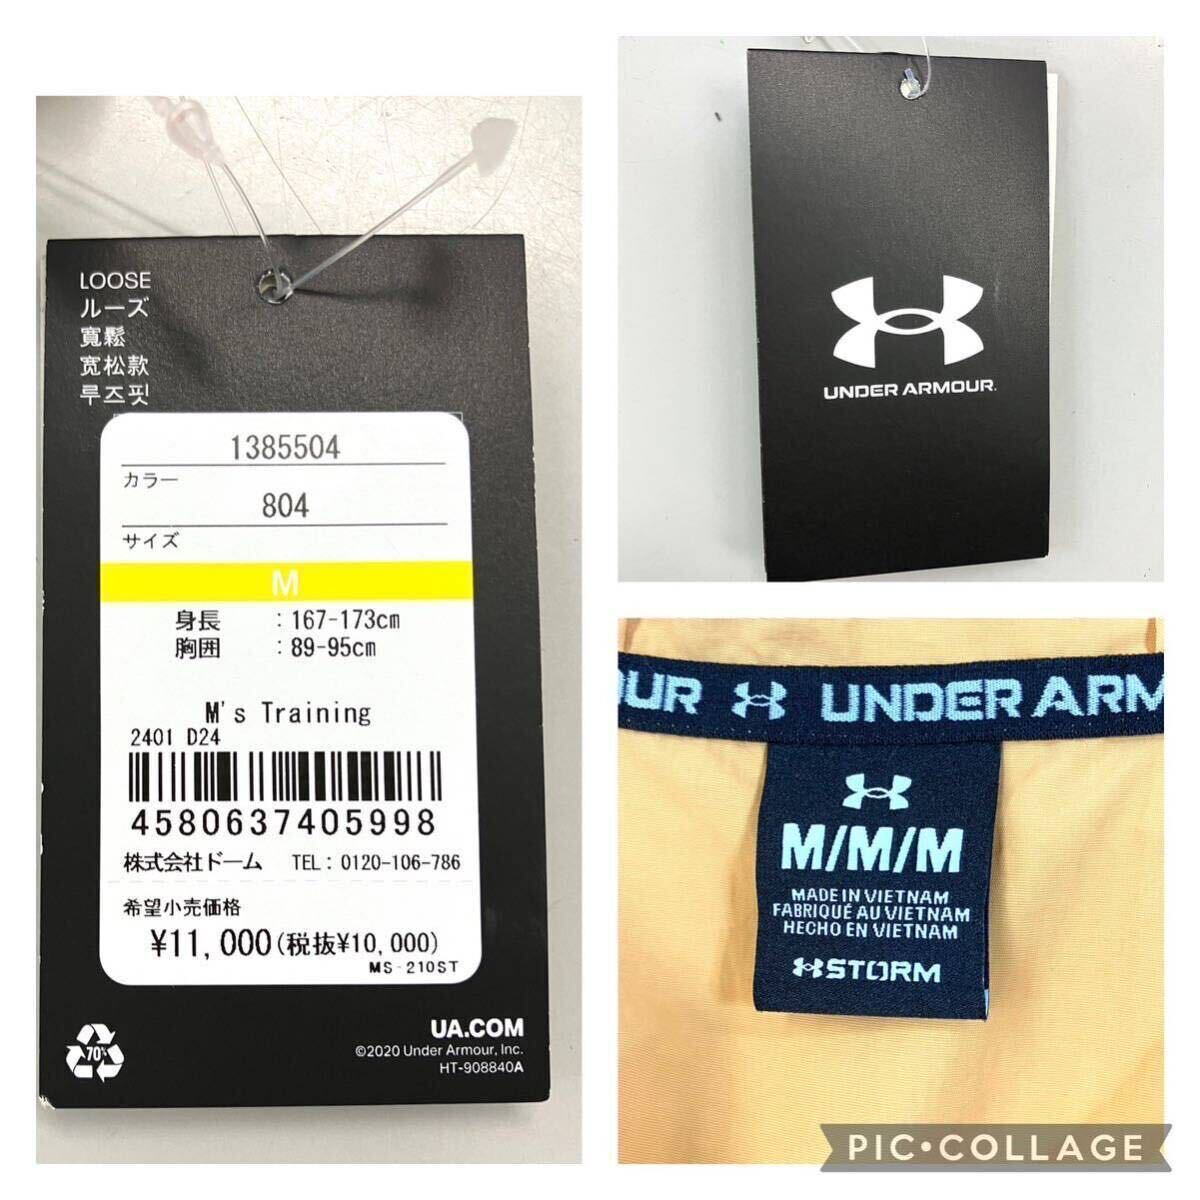 LOOSE
ルーズ
寬鬆
宽松款
루즈핏
1385504
カラー
804
サイズ
M
身長 : 167-173cm
胸囲 : 89-95cm
M's Training
2401 D24
4580637405998
株式会社ドーム TEL: 0120-106-786
希望小売価格
¥11,000(税抜¥10,000)
MS-210ST
70%
UA.COM
©2020 Under Armour, Inc.
HT-908840A
UNDER ARMOUR.
OUR UNDER ARM
M/M/M
MADE IN VIETNAM
FABRIQUÉ AU VIETNAM
HECHO EN VIETNAM
STORM
PIC•COLLAGE